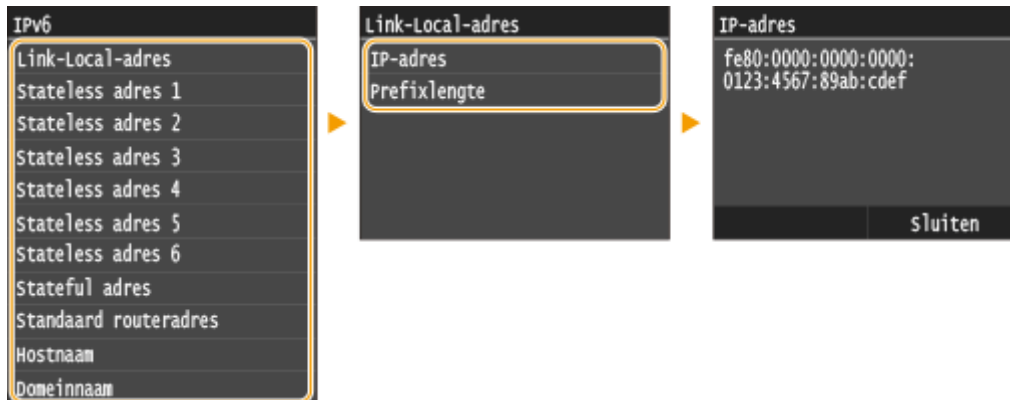 IPv6
Link-Local-adres
Stateless adres 1
Stateless adres 2
Stateless adres 3
Stateless adres 4
Stateless adres 5
Stateless adres 6
Stateful adres
Standaard routeradres
Hostnaam
Domeinnaam
Link-Local-adres
IP-adres
Prefixlengte
IP-adres
fe80:0000:0000:0000:
0123:4567:89ab:cdef
Sluiten